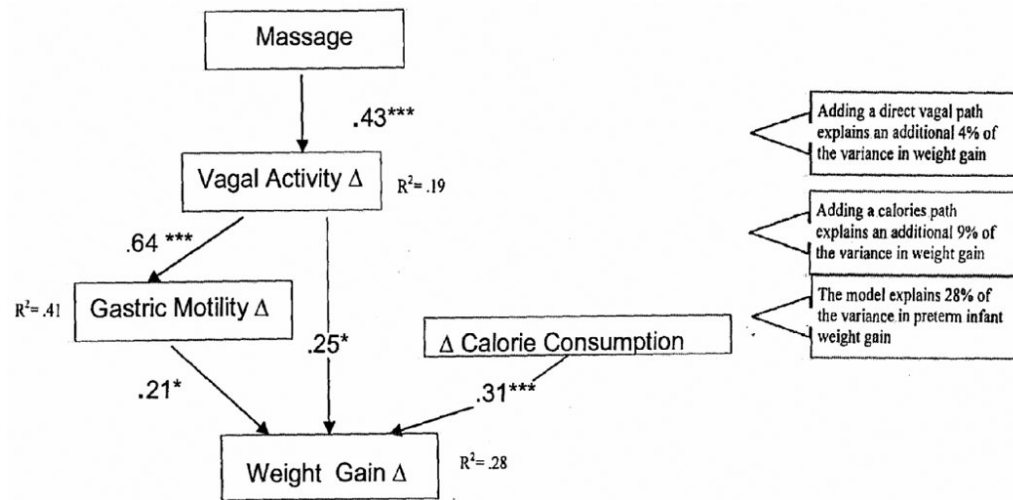 Massage
.43***
Adding a direct vagal path
explains an additional 4% of
the variance in weight gain
Vagal Activity Δ
R²= .19
Adding a calories path
explains an additional 9% of
the variance in weight gain
.64 ***
R²= .41
Gastric Motility Δ
The model explains 28% of
the variance in preterm infant
weight gain
.25*
Δ Calorie Consumption
.21*
.31***
Weight Gain Δ
R²= .28